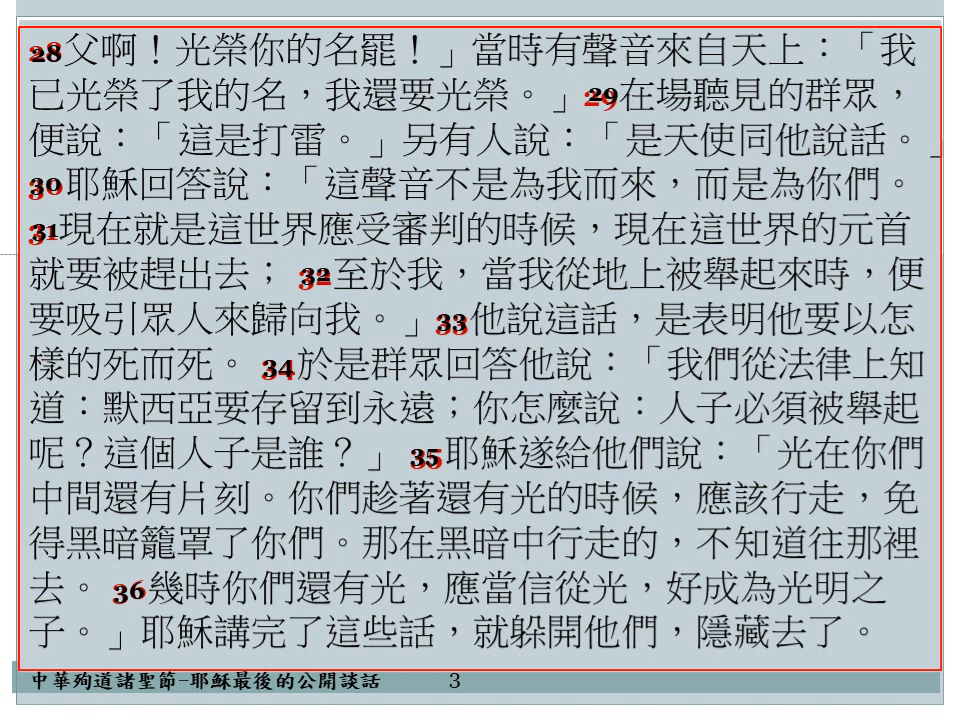 28父啊！光榮你的名罷！」當時有聲音來自天上：「我
已光榮了我的名，我還要光榮。」29在場聽見的群眾，
便說：「這是打雷。」另有人說：「是天使同他說話。」
30耶穌回答說：「這聲音不是為我而來，而是為你們。
31現在就是這世界應受審判的時候，現在這世界的元首
就要被趕出去； 32至於我，當我從地上被舉起來時，便
要吸引眾人來歸向我。」33他說這話，是表明他要以怎
樣的死而死。 34於是群眾回答他說：「我們從法律上知
道：默西亞要存留到永遠；你怎麼說：人子必須被舉起
呢？這個人子是誰？」 35耶穌遂給他們說：「光在你們
中間還有片刻。你們趁著還有光的時候，應該行走，免
得黑暗籠罩了你們。那在黑暗中行走的，不知道往那裡
去。 36幾時你們還有光，應當信從光，好成為光明之
子。」耶穌講完了這些話，就躲開他們，隱藏去了。
中華殉道諸聖節-耶穌最後的公開談話 3